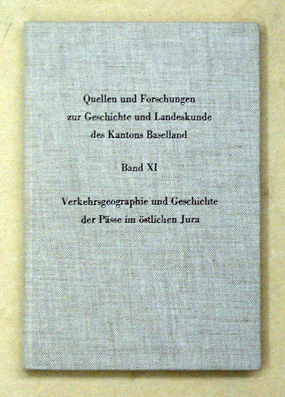 Quellen und Forschungen
zur Geschichte und Landeskunde
des Kantons Baselland
Band XI
Verkehrsgeographie und Geschichte
der Pässe im östlichen Jura